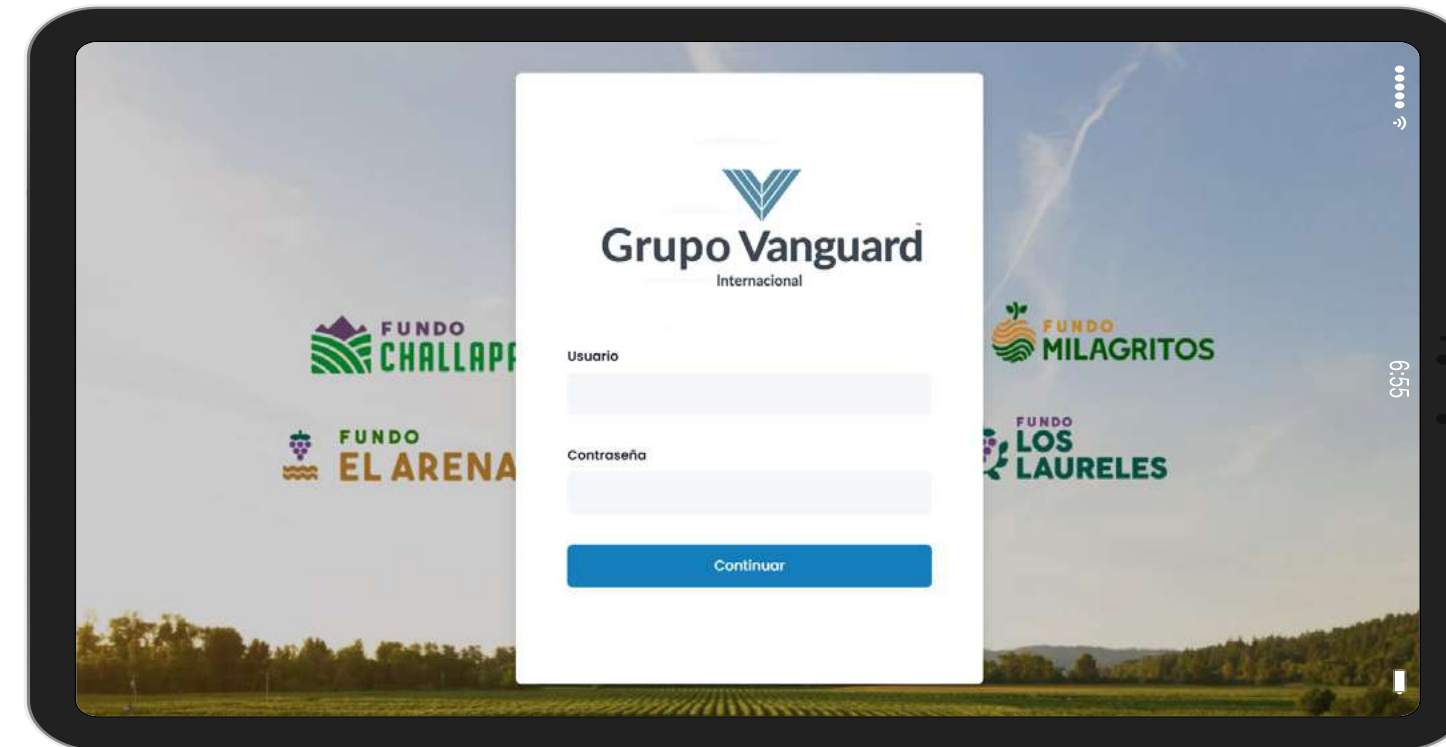 Grupo Vanguard
Internacional
FUNDO
CHALLAP
FUNDO
EL ARENA
FUNDO
MILAGRITOS
FUNDO
LOS
LAURELES
Usuario
Contraseña
Continuar
6:55